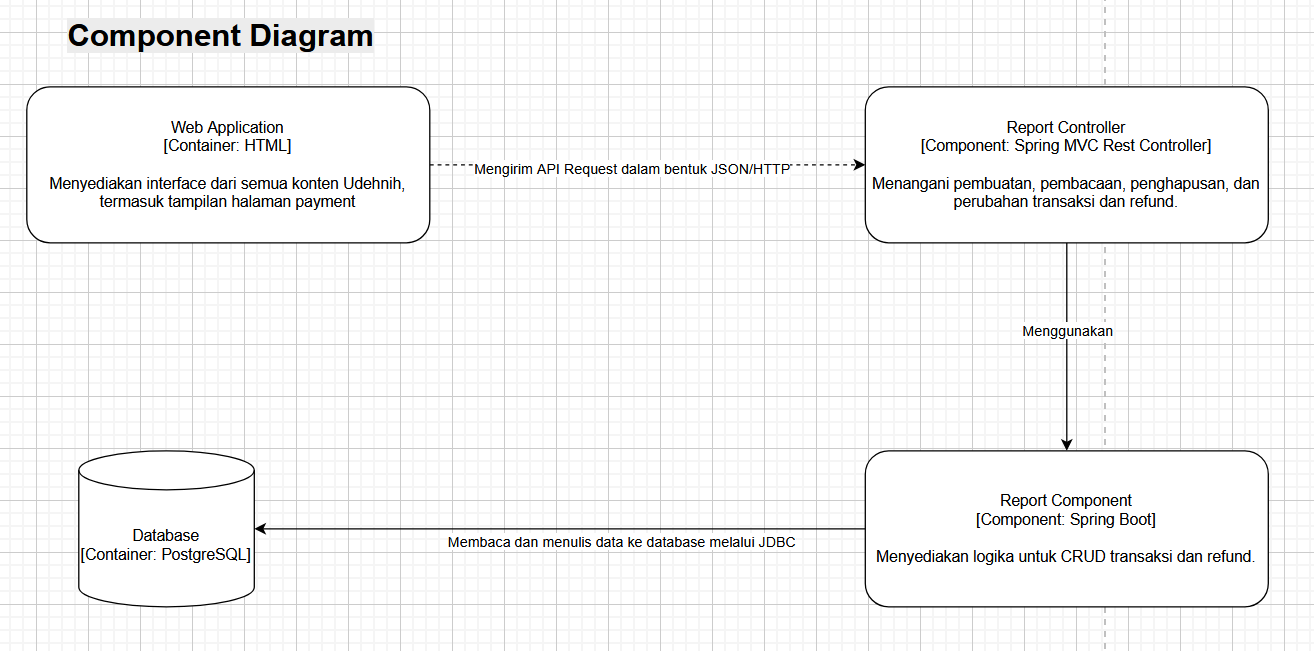 Component Diagram
Web Application
[Container: HTML]
Menyediakan interface dari semua konten Udehnih,
termasuk tampilan halaman payment
Mengirim API Request dalam bentuk JSON/HTTP
Report Controller
[Component: Spring MVC Rest Controller]
Menangani pembuatan, pembacaan, penghapusan, dan
perubahan transaksi dan refund.
Menggunakan
Report Component
[Component: Spring Boot]
Menyediakan logika untuk CRUD transaksi dan refund.
Membaca dan menulis data ke database melalui JDBC
Database
[Container: PostgreSQL]